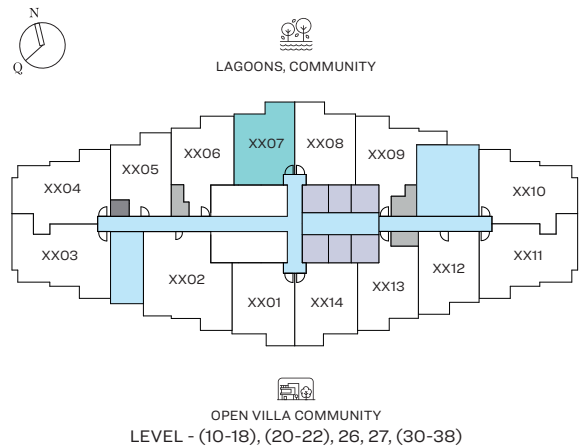 N
Q
LAGOONS, COMMUNITY
XX07
XX08
XX06
XX09
XX05
XX04
XX10
XX03
XX11
XX02
XX12
XX13
XX01
XX14
OPEN VILLA COMMUNITY
LEVEL - (10-18), (20-22), 26, 27, (30-38)